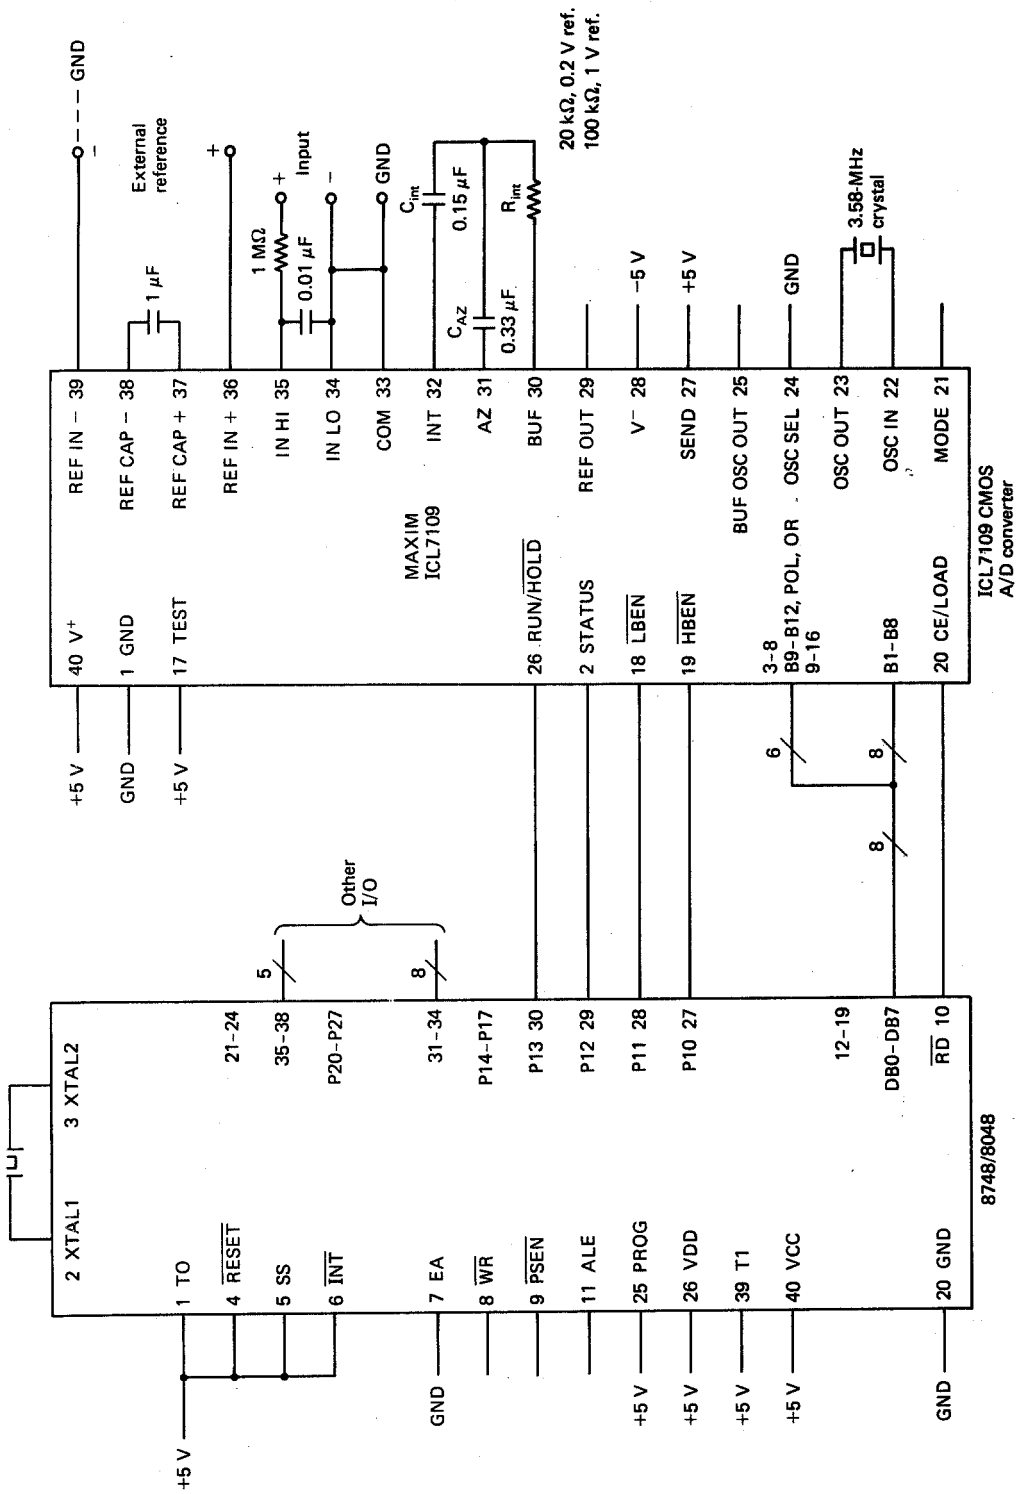 2 XTAL1
3 XTAL2
+5 V
1 TO
4 RESET
5 SS
6 INT
GND
7 EA
8 WR
9 PSEN
11 ALE
+5 V
25 PROG
+5 V
26 VDD
+5 V
39 T1
+5 V
40 VCC
GND
20 GND
21-24
35-38
P20-P27
31-34
P14-P17
P13 30
P12 29
P11 28
P10 27
12-19
DB0-DB7
RD 10
8748/8048
5
8
Other
I/O
6
8
8
+5 V
40 V+
GND
1 GND
+5 V
17 TEST
26 RUN/HOLD
2 STATUS
18 LBEN
19 HBEN
3-8
B9-B12, POL, OR
9-16
B1-B8
20 CE/LOAD
MAXIM
ICL7109
REF IN - 39
REF CAP - 38
REF CAP + 37
REF IN + 36
IN HI 35
IN LO 34
COM 33
INT 32
AZ 31
BUF 30
REF OUT 29
V- 28
SEND 27
BUF OSC OUT 25
OSC SEL 24
OSC OUT 23
OSC IN 22
MODE 21
ICL7109 CMOS
A/D converter
-
GND
1 μF
External
reference
+
1 MΩ
+
0.01 μF
Input
-
GND
Cint
0.15 μF
CAZ
0.33 μF
Rint
20 kΩ, 0.2 V ref.
100 kΩ, 1 V ref.
-5 V
+5 V
GND
3.58-MHz
crystal